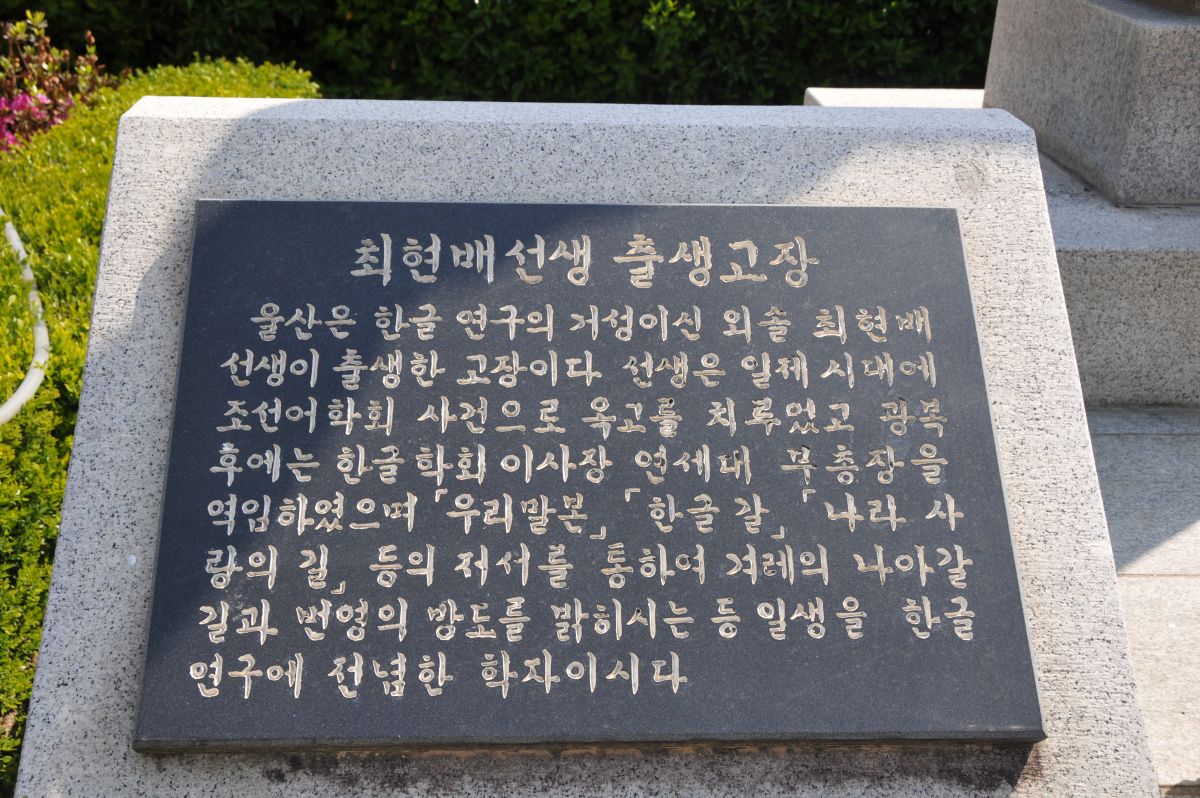 최현배선생 출생고장
울산은 한글 연구의 거성이신 외솔 최현배
선생이 출생한 고장이다 선생은 일제 시대에
조선어학회 사건으로 옥고를 치루었고 광복
후에는 한글학회 이사장 연세대 부총장을
역임하였으며 「우리말본」 「한글갈」 「나라 사
랑의 길」 등의 저서를 통하여 겨레의 나아갈
길과 번영의 방도를 밝히시는 등 일생을 한글
연구에 전념한 학자이시다